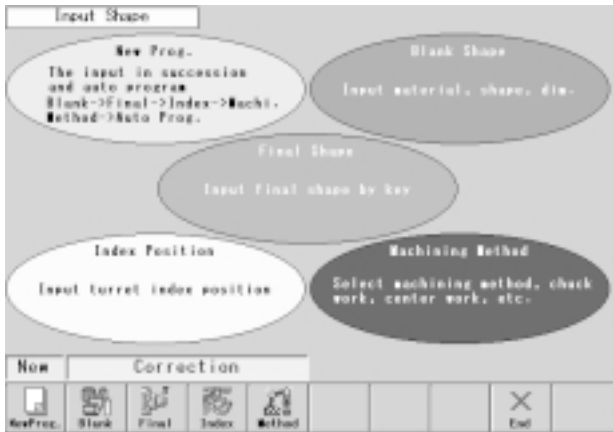 Input Shape
New Prog.
The input in succession
and auto program
Blank->Final->Index->Machi.
Method->Auto Prog.
Blank Shape
Input material, shape, dim.
Final Shape
Input final shape by key
Index Position
Input turret index position
Machining Method
Select machining method, chuck
work, center work, etc.
New
Correction
NewProg.
Blank
Final
Index
Method
End